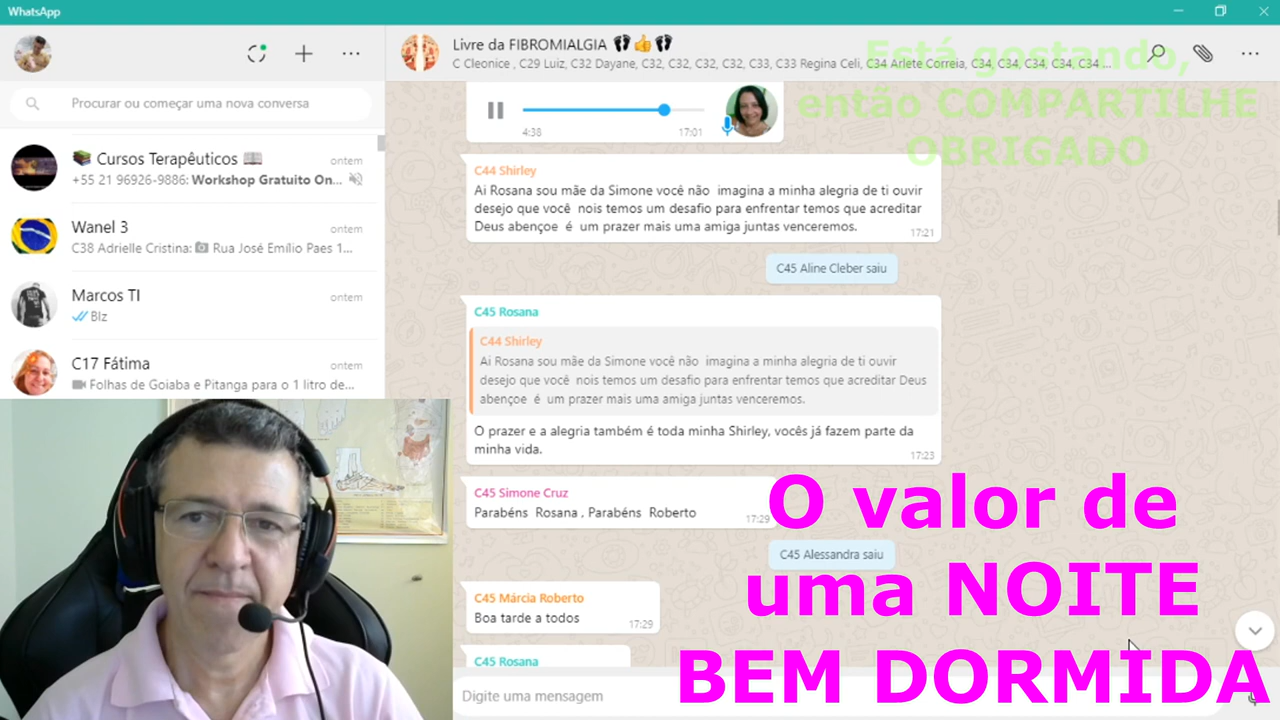 WhatsApp
Procurar ou começar uma nova conversa
📚 Cursos Terapêuticos 📖
ontem
+55 21 96926-9886: Workshop Gratuito On...
Wanel 3
C38 Adrielle Cristina: 📷 Rua José Emílio Paes 1...
Marcos TI
ontem
Blz
C17 Fátima
ontem
Folhas de Goiaba e Pitanga para o 1 litro de...
Livre da FIBROMIALGIA 👣👍👣
C Cleonice , C29 Luiz, C32 Dayane, C32, C32, C32, C32, C33, C33 Regina Celi, C34 Arlete Correia, C34, C34, C34, C34, C34 ...
Está gostando,
então COMPARTILHE
OBRIGADO
4:38
17:01
C44 Shirley
Ai Rosana sou mãe da Simone você não imagina a minha alegria de ti ouvir
desejo que você nois temos um desafio para enfrentar temos que acreditar
Deus abençoe é um prazer mais uma amiga juntas venceremos.
17:21
C45 Aline Cleber saiu
C45 Rosana
C44 Shirley
Ai Rosana sou mãe da Simone você não imagina a minha alegria de ti ouvir
desejo que você nois temos um desafio para enfrentar temos que acreditar Deus
abençoe é um prazer mais uma amiga juntas venceremos.
O prazer e a alegria também é toda minha Shirley, vocês já fazem parte da
minha vida.
17:23
C45 Simone Cruz
Parabéns Rosana , Parabéns Roberto
17:29
C45 Alessandra saiu
C45 Márcia Roberto
Boa tarde a todos
17:29
C45 Rosana
Digite uma mensagem
O valor de
uma NOITE
BEM DORMIDA